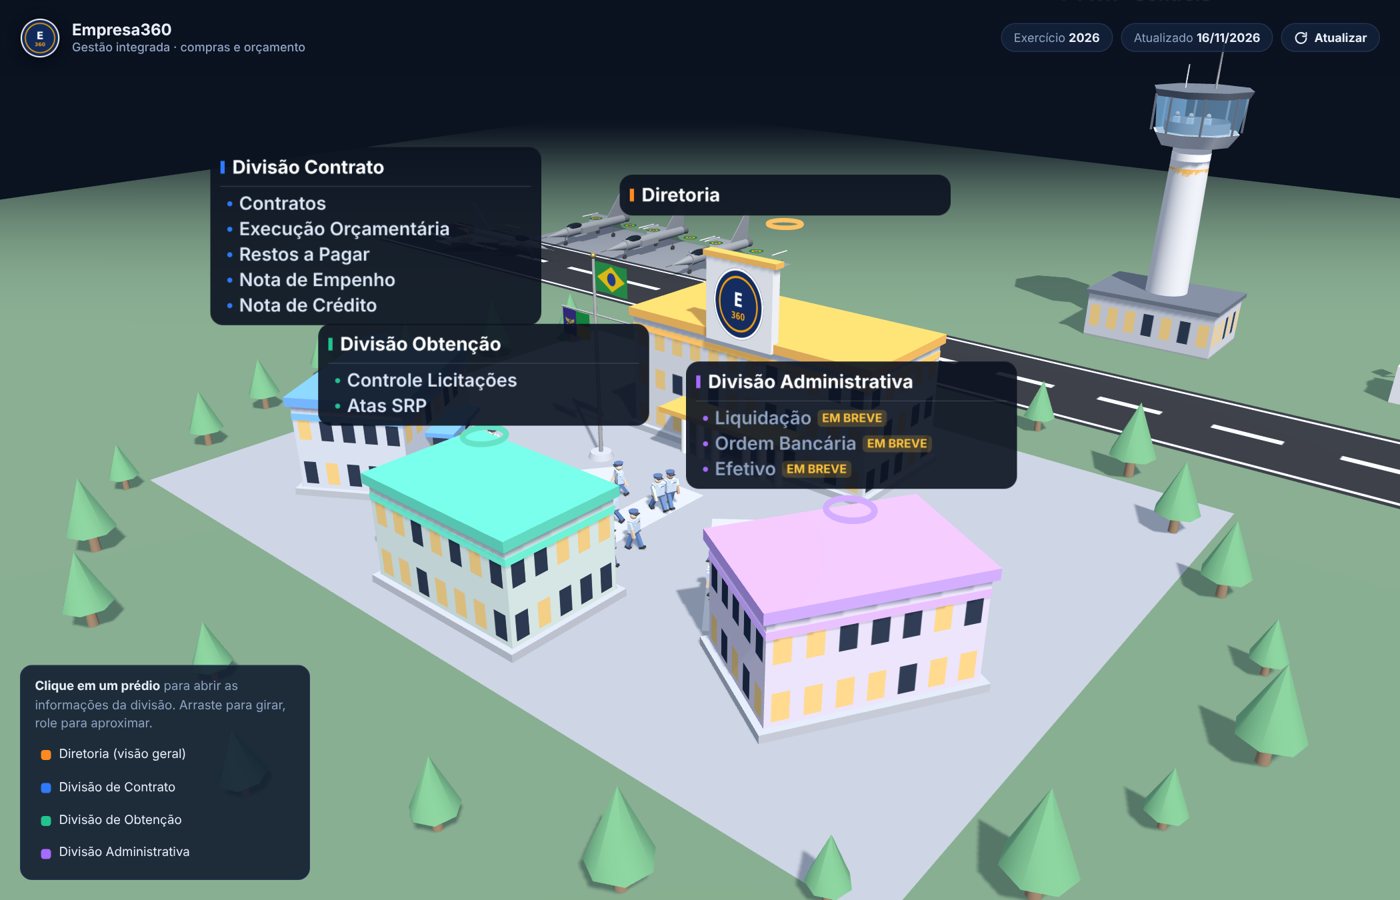 E
360
Empresa360
Gestão integrada · compras e orçamento
Exercício 2026
Atualizado 16/11/2026
Atualizar
Divisão Contrato
• Contratos
• Execução Orçamentária
• Restos a Pagar
• Nota de Empenho
• Nota de Crédito
Diretoria
E
360
Divisão Obtenção
• Controle Licitações
• Atas SRP
Divisão Administrativa
• Liquidação EM BREVE
• Ordem Bancária EM BREVE
• Efetivo EM BREVE
Clique em um prédio para abrir as
informações da divisão. Arraste para girar,
role para aproximar.
Diretoria (visão geral)
Divisão de Contrato
Divisão de Obtenção
Divisão Administrativa